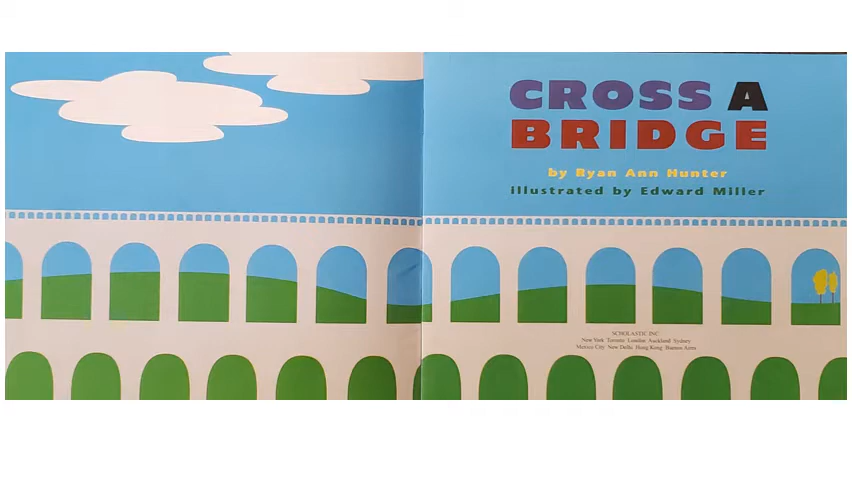 CROSS A
BRIDGE
by Ryan Ann Hunter
illustrated by Edward Miller
SCHOLASTIC INC.
New York Toronto London Auckland Sydney
Mexico City New Delhi Hong Kong Buenos Aires